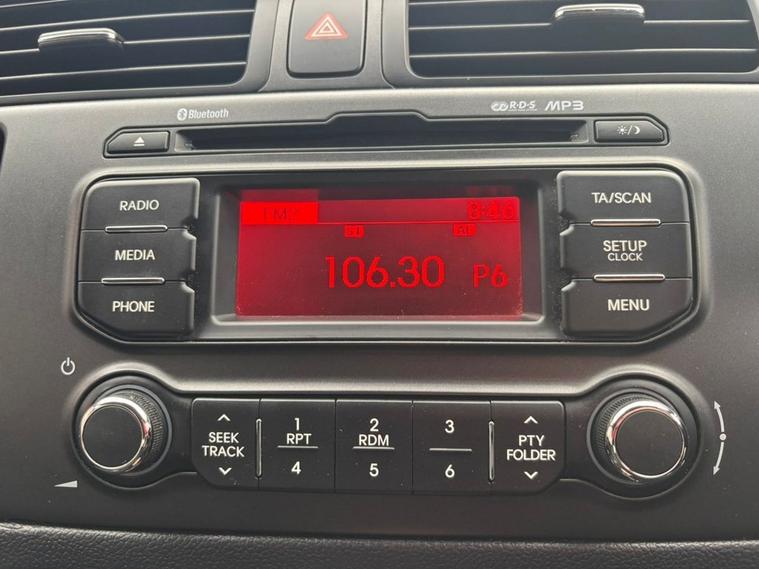 Bluetooth
R·D·S MP3
RADIO
MEDIA
PHONE
TA/SCAN
SETUP
CLOCK
MENU
ST
106.30 P6
SEEK
TRACK
1
RPT
4
2
RDM
5
3
6
PTY
FOLDER